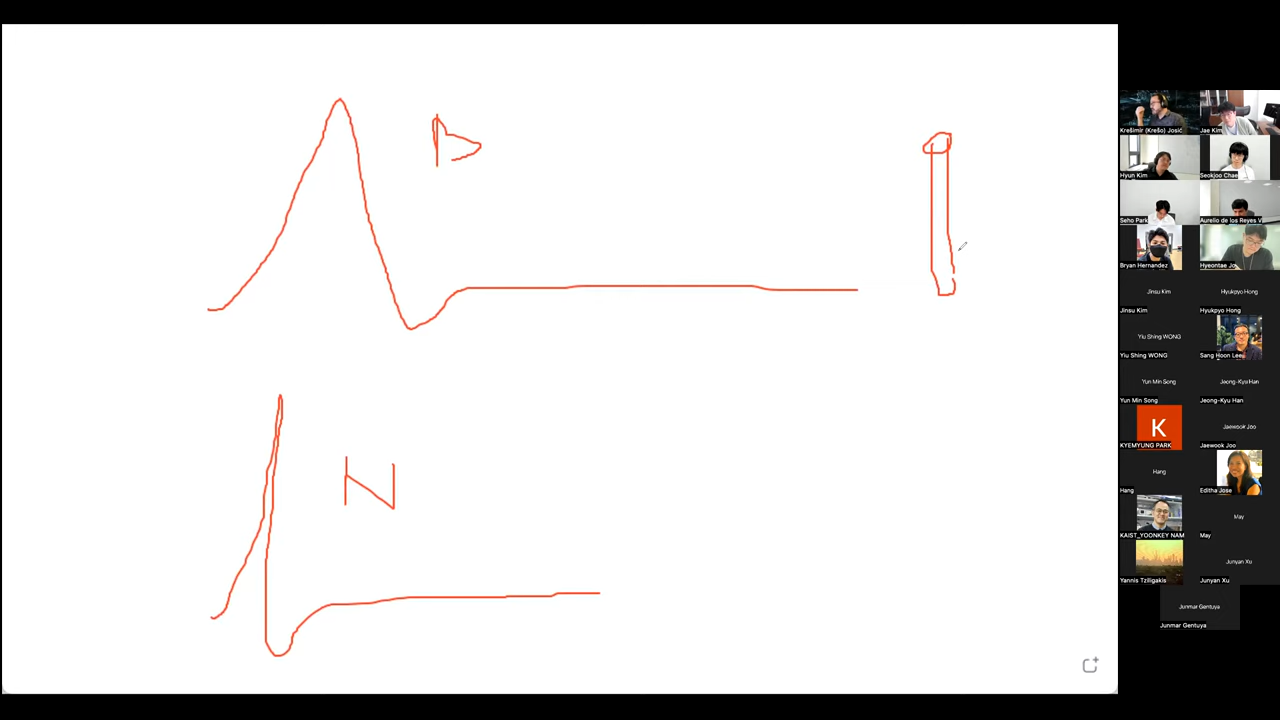 N
Krešimir (Krešo) Josić
Jae Kim
Hyun Kim
Seokjoo Chae
Seho Park
Aurelio de los Reyes V
Bryan Hernandez
Hyeontae Jo
Jinsu Kim
Hyukpyo Hong
Jinsu Kim
Hyukpyo Hong
Yiu Shing WONG
Yiu Shing WONG
Sang Hoon Lee
Yun Min Song
Jeong-Kyu Han
Yun Min Song
Jeong-Kyu Han
K
Jaewook Joo
KYEMYUNG PARK
Jaewook Joo
Hang
Hang
Editha Jose
May
KAIST_YOONKEY NAM
May
Junyan Xu
Yannis Tziligakis
Junyan Xu
Junmar Gentuya
Junmar Gentuya